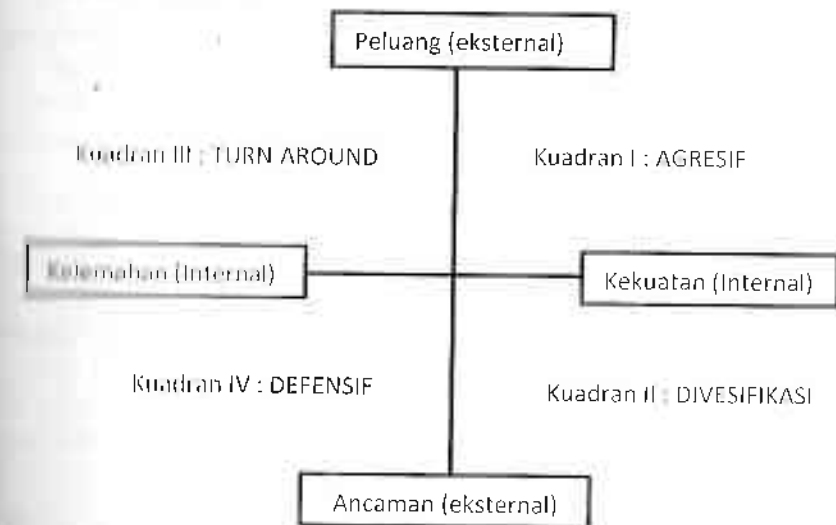 Peluang (eksternal)
Kuadran III : TURN AROUND
Kuadran I : AGRESIF
Kelemahan (Internal)
Kekuatan (Internal)
Kuadran IV : DEFENSIF
Kuadran II : DIVESIFIKASI
Ancaman (eksternal)